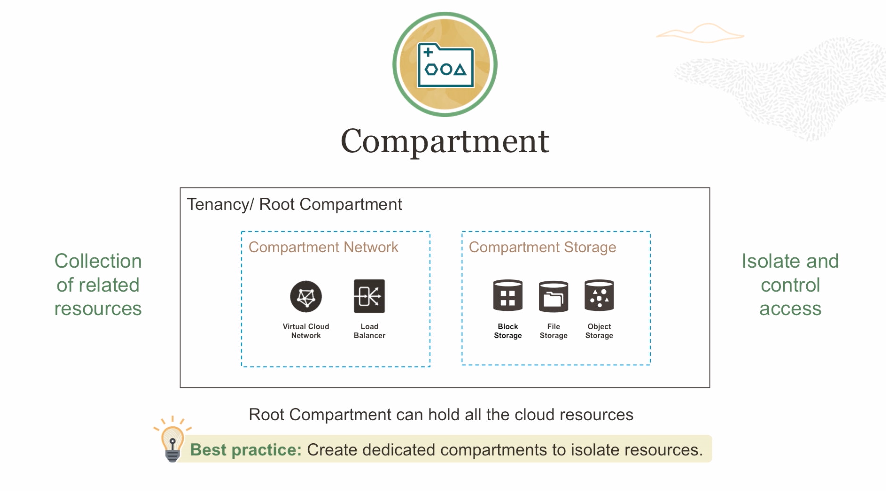 Compartment
Tenancy/ Root Compartment
Collection
of related
resources
Compartment Network
Virtual Cloud
Network
Load
Balancer
Compartment Storage
Block
Storage
File
Storage
Object
Storage
Isolate and
control
access
Root Compartment can hold all the cloud resources
Best practice: Create dedicated compartments to isolate resources.